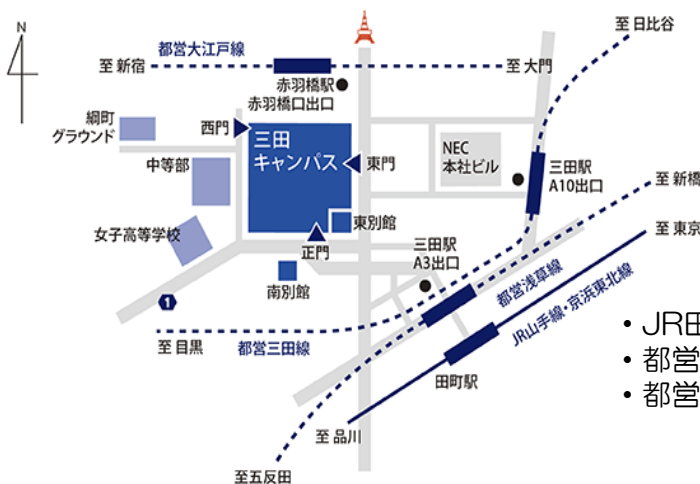 N
都営大江戸線
至 新宿
至 大門
至 日比谷
赤羽橋駅
赤羽橋口出口
綱町
グラウンド
西門
三田
キャンパス
東門
NEC
本社ビル
三田駅
A10出口
中等部
至 新橋
女子高等学校
東別館
正門
三田駅
A3出口
至 東京
南別館
都営浅草線
1
至 目黒
都営三田線
JR山手線・京浜東北線
田町駅
至 品川
至五反田
・JR田
・都営
・都営